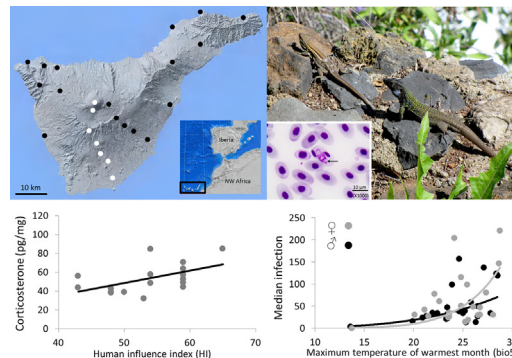 Iberia
NW Africa
10 km
10 µm
X1000
Corticosterone (pg/mg)
120
100
80
60
40
20
0
40
50
60
70
Human influence index (HI)
Median infection
250
200
150
100
50
0
♀
♂
10
15
20
25
30
Maximum temperature of warmest month (bio5